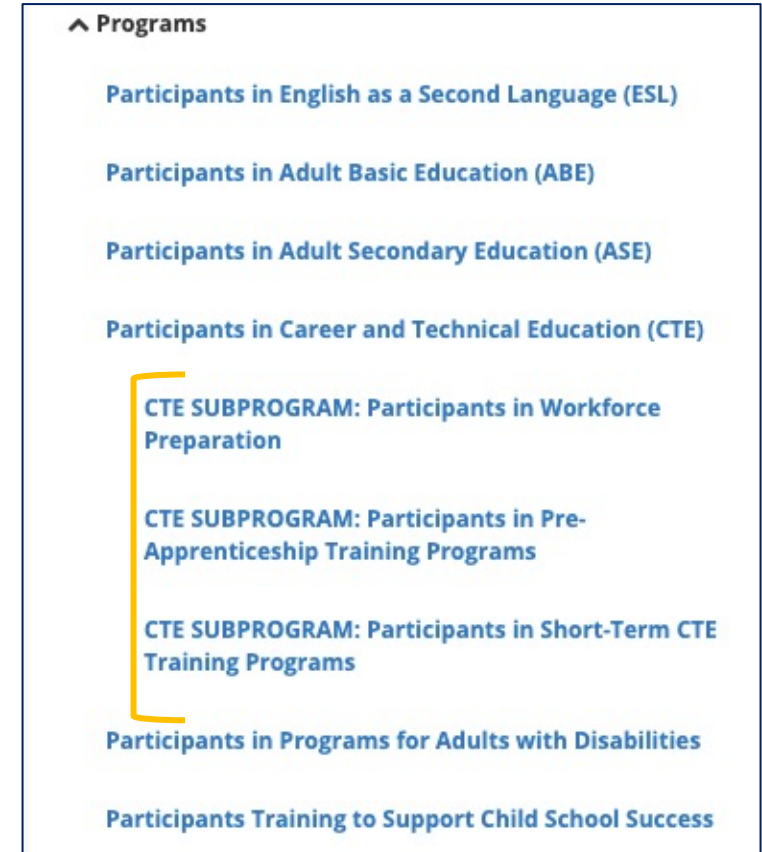 Programs
Participants in English as a Second Language (ESL)
Participants in Adult Basic Education (ABE)
Participants in Adult Secondary Education (ASE)
Participants in Career and Technical Education (CTE)
CTE SUBPROGRAM: Participants in Workforce
Preparation
CTE SUBPROGRAM: Participants in Pre-
Apprenticeship Training Programs
CTE SUBPROGRAM: Participants in Short-Term CTE
Training Programs
Participants in Programs for Adults with Disabilities
Participants Training to Support Child School Success